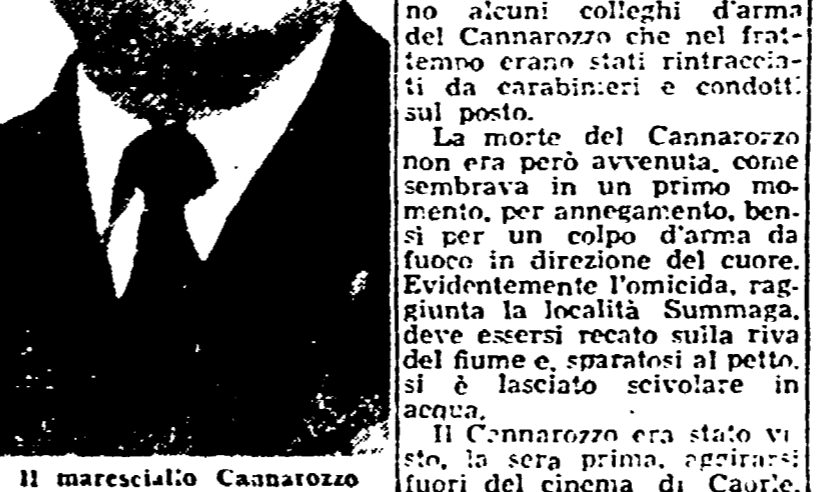 no alcuni colleghi d'arma
del Cannarozzo che nel frat-
tempo erano stati rintraccia-
ti da carabinieri e condotti
sul posto.
La morte del Cannarozzo
non era però avvenuta, come
sembrava in un primo mo-
mento, per annegamento, ben-
sì per un colpo d'arma da
fuoco in direzione del cuore.
Evidentemente l'omicida, rag-
giunta la località Summaga,
deve essersi recato sulla riva
del fiume e, sparatosi al petto,
si è lasciato scivolare in
acqua.
Il Cannarozzo era stato vi
sto, la sera prima, aggirarsi
fuori del cinema di Caorle,
Il maresciallo Cannarozzo